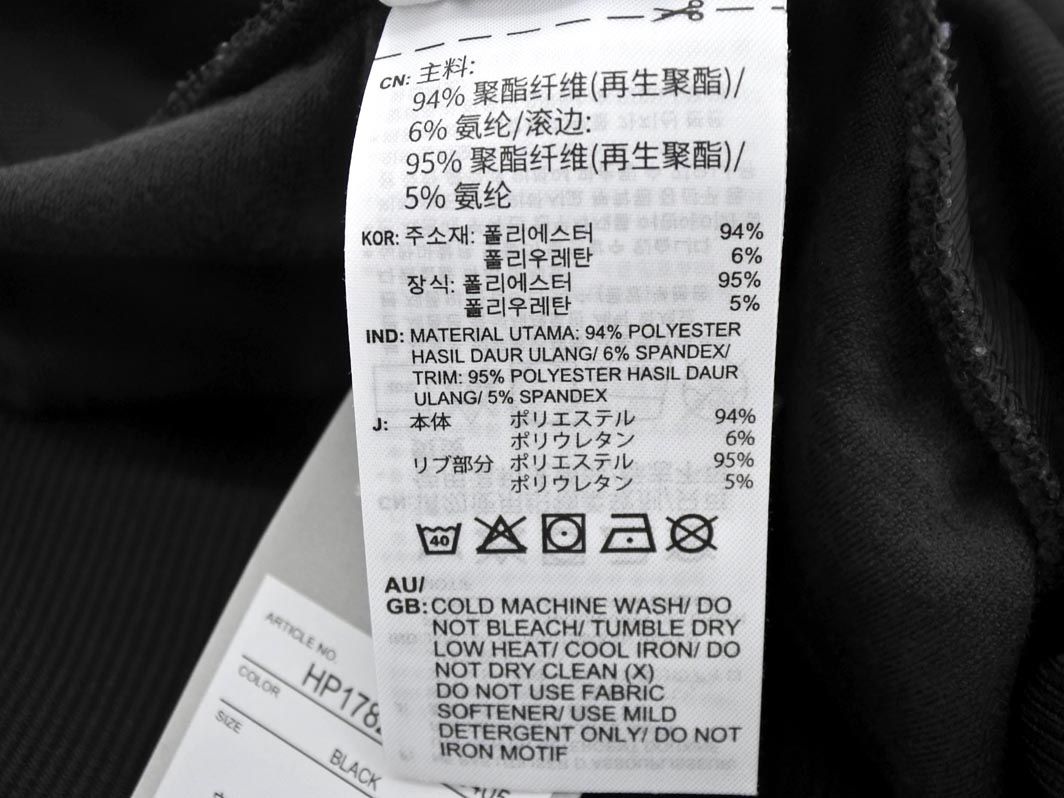 CN: 主料:
94% 聚酯纤维(再生聚酯)/
6% 氨纶/滚边:
95% 聚酯纤维(再生聚酯)/
5% 氨纶
KOR: 주소재: 폴리에스터 94%
폴리우레탄 6%
장식: 폴리에스터 95%
폴리우레탄 5%
IND: MATERIAL UTAMA: 94% POLYESTER
HASIL DAUR ULANG/ 6% SPANDEX/
TRIM: 95% POLYESTER HASIL DAUR
ULANG/ 5% SPANDEX
J: 本体 ポリエステル 94%
ポリウレタン 6%
リブ部分 ポリエステル 95%
ポリウレタン 5%
40
AU/
GB: COLD MACHINE WASH/ DO
NOT BLEACH/ TUMBLE DRY
LOW HEAT/ COOL IRON/ DO
NOT DRY CLEAN (X)
DO NOT USE FABRIC
SOFTENER/ USE MILD
DETERGENT ONLY/ DO NOT
IRON MOTIF
ARTICLE NO.
COLOR
SIZE
BLACK